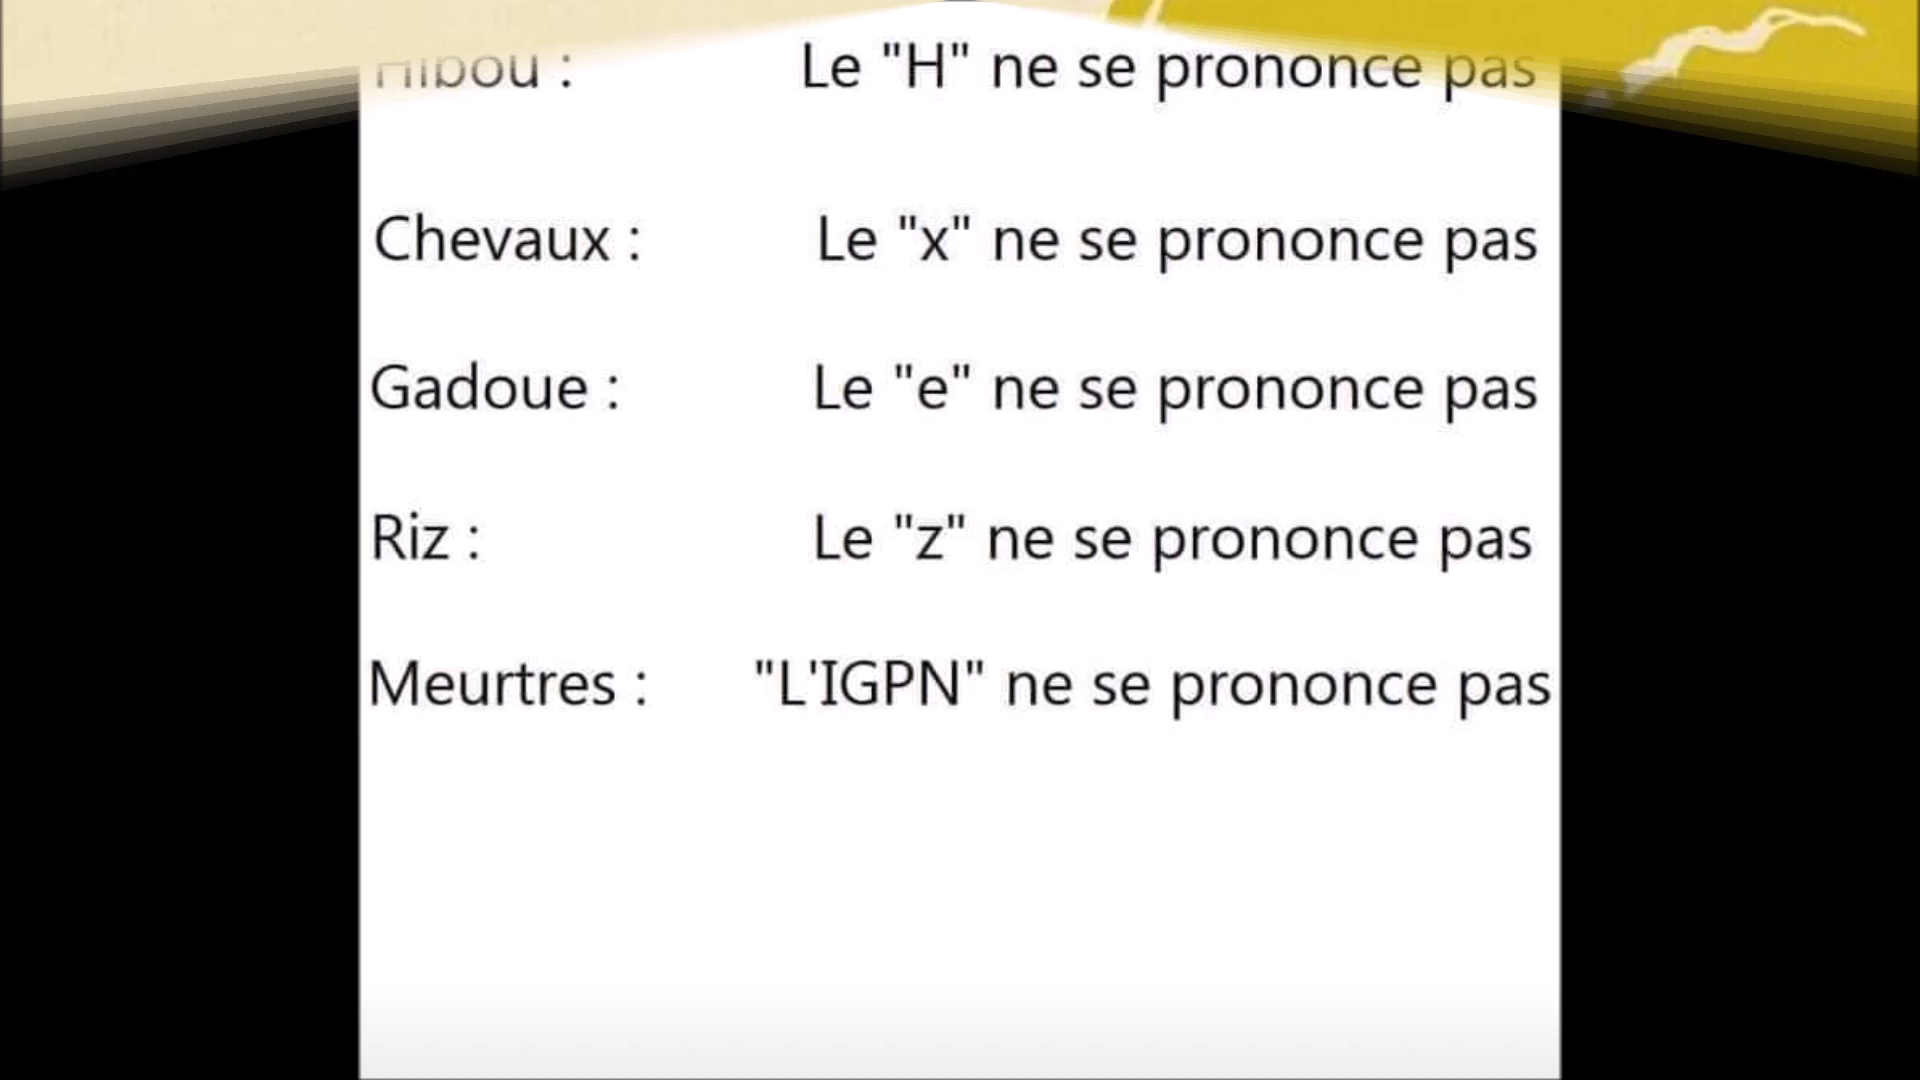 Hibou : Le "H" ne se prononce pas
Chevaux : Le "x" ne se prononce pas
Gadoue : Le "e" ne se prononce pas
Riz : Le "z" ne se prononce pas
Meurtres : "L'IGPN" ne se prononce pas